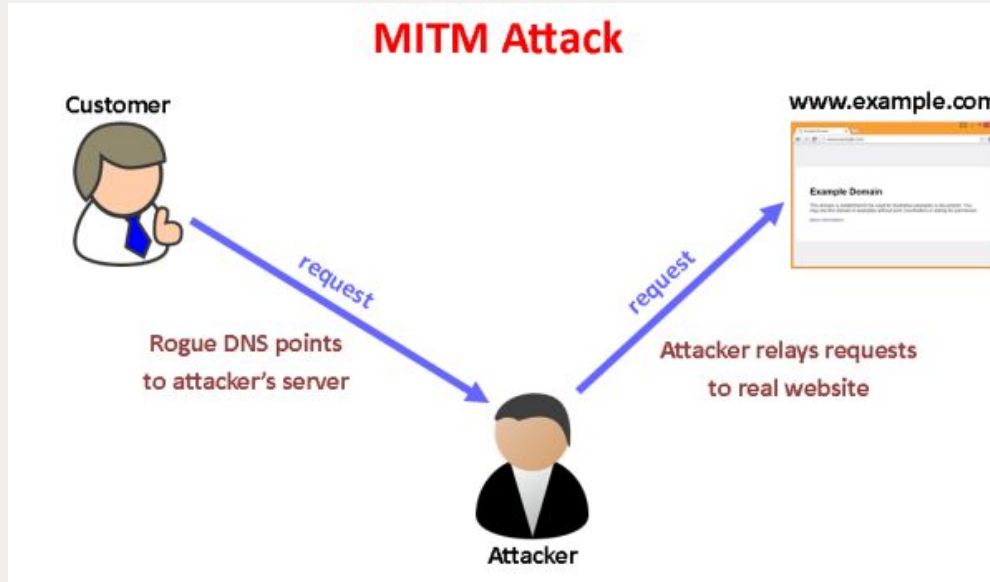 MITM Attack
Customer
www.example.com
Example Domain
request
request
Rogue DNS points
to attacker's server
Attacker relays requests
to real website
Attacker